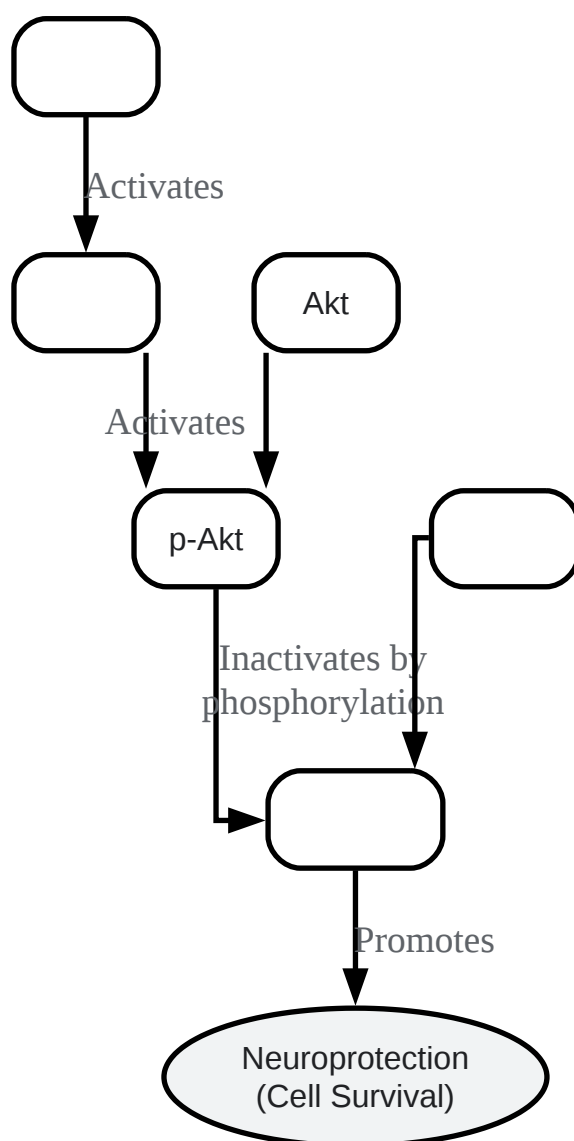 Activates
Akt
Activates
p-Akt
Inactivates by
phosphorylation
Promotes
Neuroprotection
(Cell Survival)